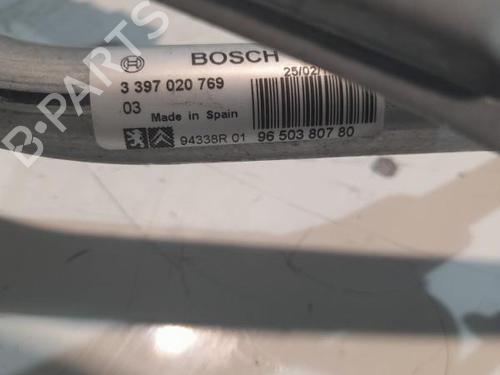 BOSCH
25/02/
3 397 020 769
03
Made in Spain
94338R 01
96 503 807 80
B-PARTS